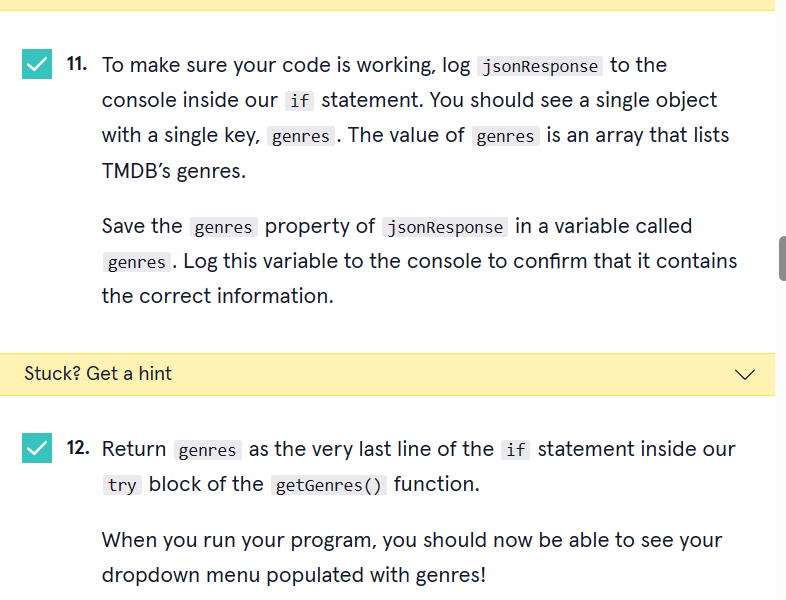 11. To make sure your code is working, log jsonResponse to the
console inside our if statement. You should see a single object
with a single key, genres. The value of genres is an array that lists
TMDB’s genres.
Save the genres property of jsonResponse in a variable called
genres. Log this variable to the console to confirm that it contains
the correct information.
Stuck? Get a hint
12. Return genres as the very last line of the if statement inside our
try block of the getGenres() function.
When you run your program, you should now be able to see your
dropdown menu populated with genres!